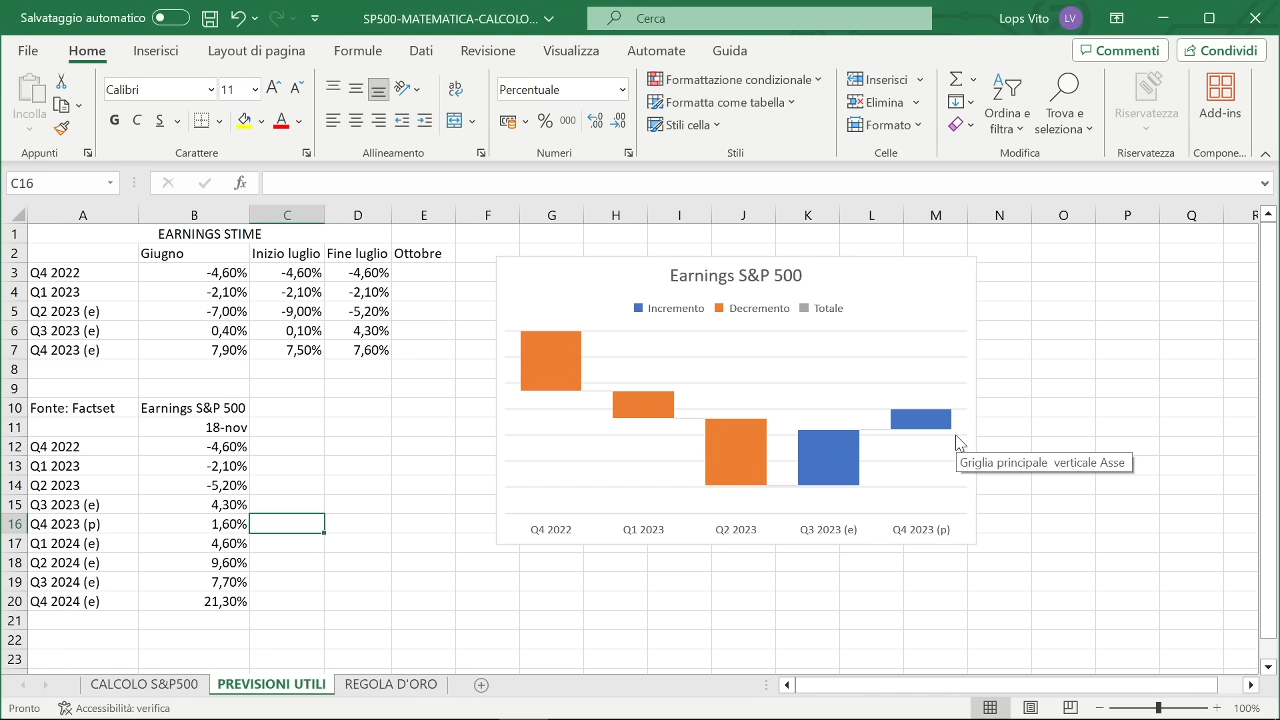 Salvataggio automatico SP500-MATEMATICA-CALCOLO... Cerca Lops Vito LV
File Home Inserisci Layout di pagina Formule Dati Revisione Visualizza Automate Guida Commenti Condividi
Incolla Calibri 11 Percentuale Formattazione condizionale Inserisci Ordina e filtra Trova e seleziona Riservatezza Add-ins
Formatta come tabella Elimina
G C S A % 000 Stili cella Formato
Appunti Carattere Allineamento Numeri Stili Celle Modifica Riservatezza Compone...
C16 fx
A B C D E F G H I J K L M N O P Q R
1 EARNINGS STIME
2 Giugno Inizio luglio Fine luglio Ottobre
3 Q4 2022 -4,60% -4,60% -4,60%
4 Q1 2023 -2,10% -2,10% -2,10%
5 Q2 2023 (e) -7,00% -9,00% -5,20%
6 Q3 2023 (e) 0,40% 0,10% 4,30%
7 Q4 2023 (e) 7,90% 7,50% 7,60%
8
9
10 Fonte: Factset Earnings S&P 500
11 18-nov
12 Q4 2022 -4,60%
13 Q1 2023 -2,10%
14 Q2 2023 -5,20%
15 Q3 2023 (e) 4,30%
16 Q4 2023 (p) 1,60%
17 Q1 2024 (e) 4,60%
18 Q2 2024 (e) 9,60%
19 Q3 2024 (e) 7,70%
20 Q4 2024 (e) 21,30%
21
22
23
Earnings S&P 500
Incremento Decremento Totale
Griglia principale verticale Asse
Q4 2022 Q1 2023 Q2 2023 Q3 2023 (e) Q4 2023 (p)
CALCOLO S&P500 PREVISIONI UTILI REGOLA D'ORO
Pronto Accessibilità: verifica 100%